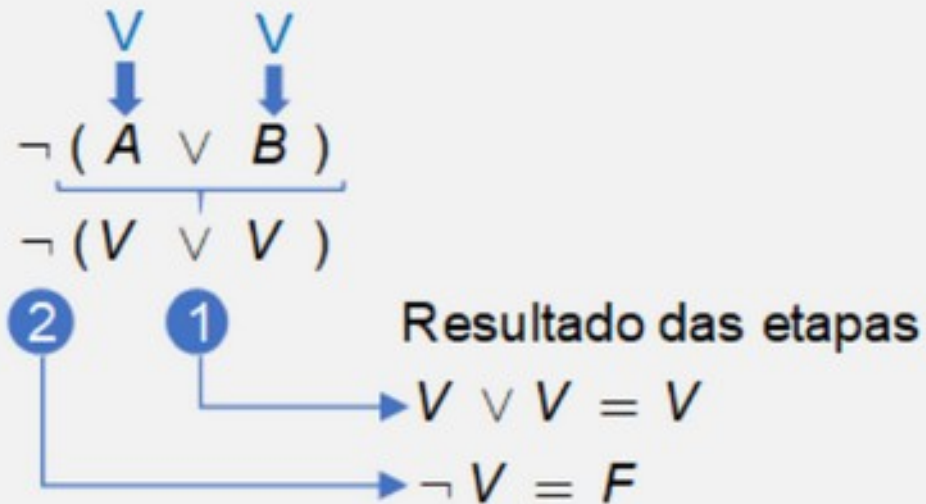 V V
¬ ( A ∨ B )
¬ ( V ∨ V )
2 1 Resultado das etapas
V ∨ V = V
¬ V = F